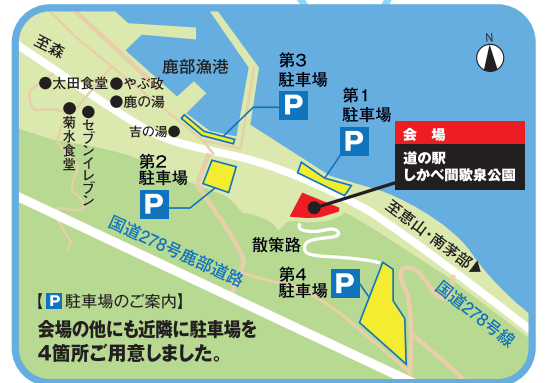 至森
鹿部漁港
N
●太田食堂
●やぶ政
●鹿の湯
吉の湯●
●菊水食堂
●セブンイレブン
第3
駐車場
P
第1
駐車場
P
会 場
道の駅
しかべ間歇泉公園
第2
駐車場
P
国道278号鹿部道路
散策路
至恵山・南茅部▲
第4
駐車場
P
国道278号線
【P駐車場のご案内】
会場の他にも近隣に駐車場を
4箇所ご用意しました。